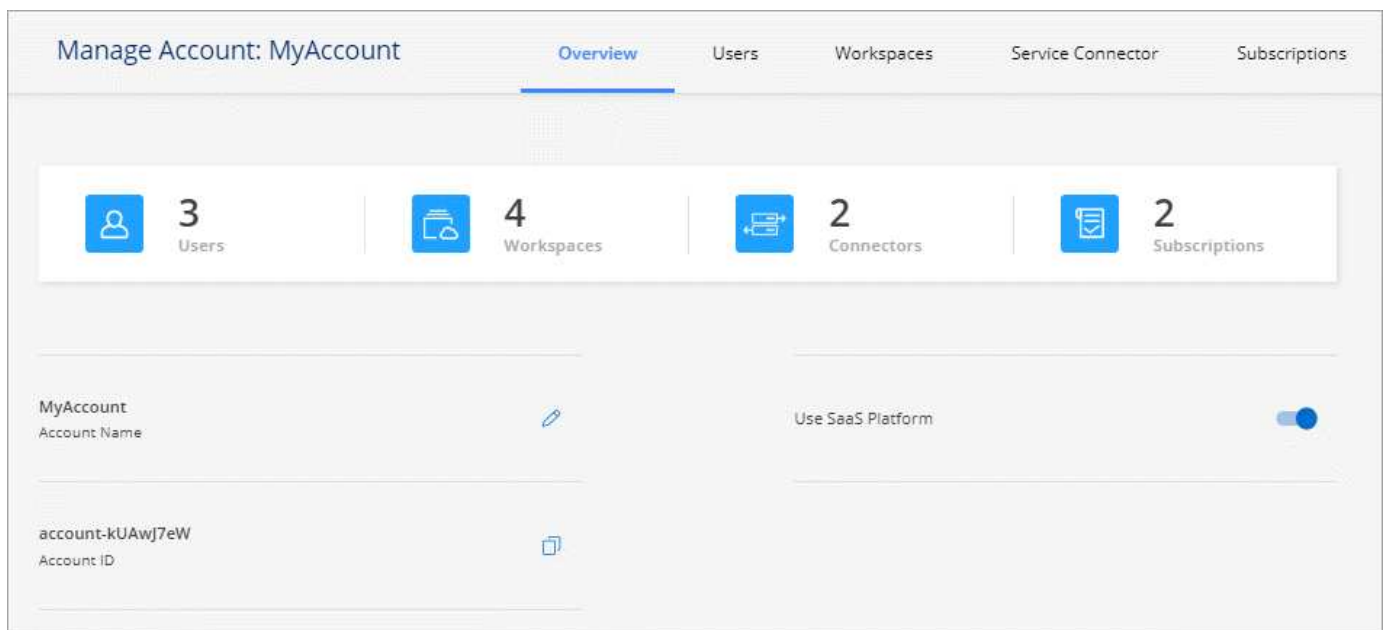 Manage Account: MyAccount
Overview
Users
Workspaces
Service Connector
Subscriptions
3
Users
4
Workspaces
2
Connectors
2
Subscriptions
MyAccount
Account Name
Use SaaS Platform
account-kUAwJ7eW
Account ID